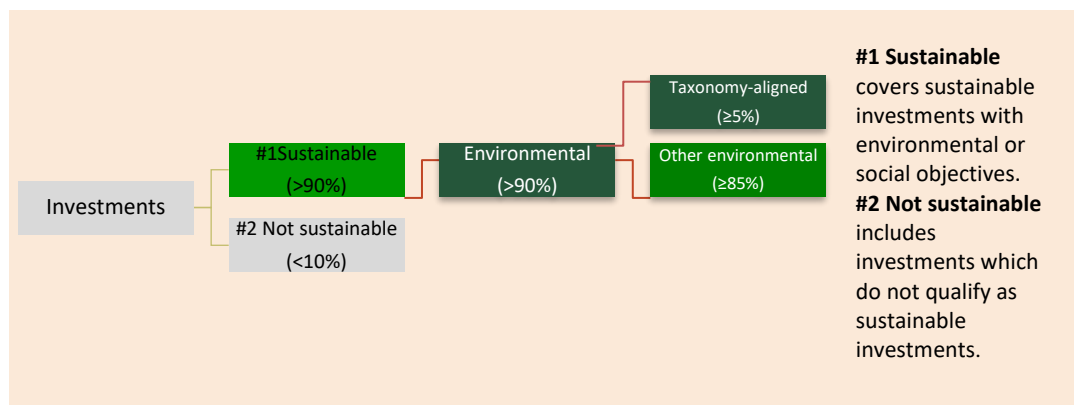 Investments
#1Sustainable
(>90%)
#2 Not sustainable
(<10%)
Environmental
(>90%)
Taxonomy-aligned
(≥5%)
Other environmental
(≥85%)
#1 Sustainable
covers sustainable
investments with
environmental or
social objectives.
#2 Not sustainable
includes
investments which
do not qualify as
sustainable
investments.